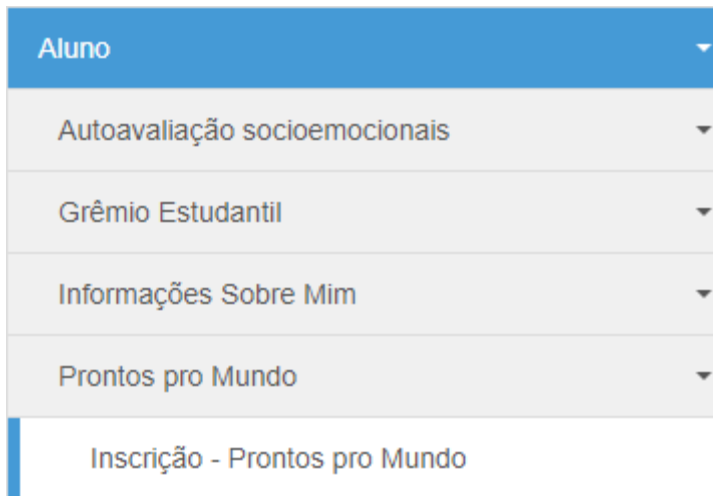 Aluno
Autoavaliação socioemocionais
Grêmio Estudantil
Informações Sobre Mim
Prontos pro Mundo
Inscrição - Prontos pro Mundo